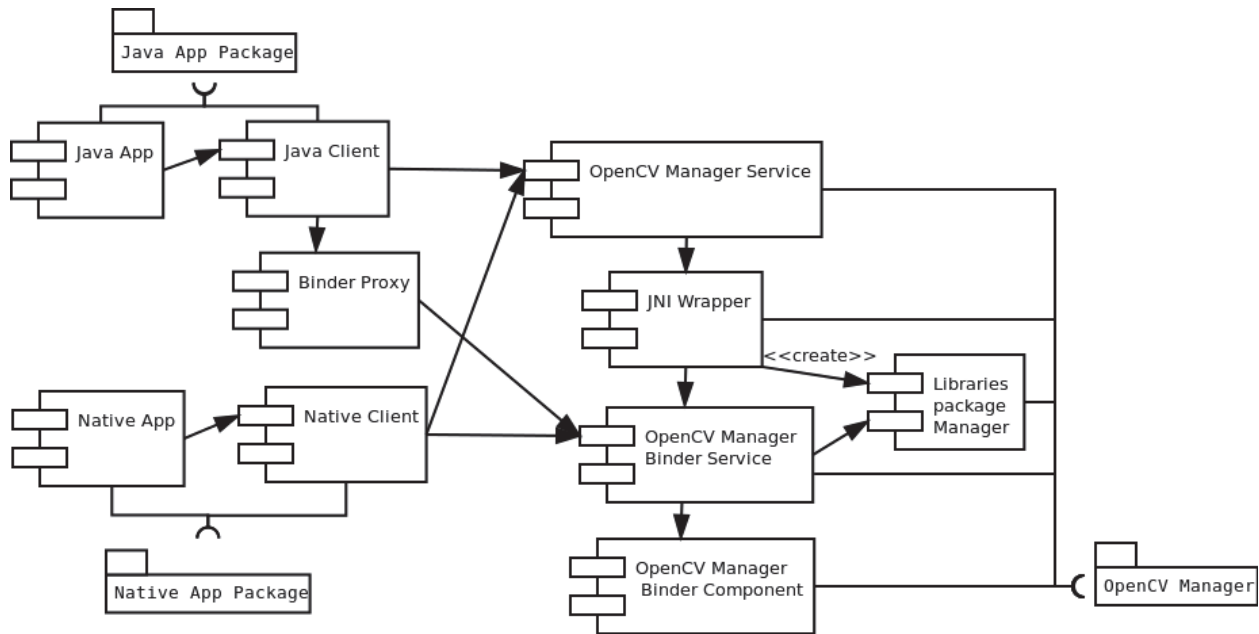 Java App Package
Java App
Java Client
OpenCV Manager Service
Binder Proxy
JNI Wrapper
<<create>>
Libraries
package
Manager
Native App
Native Client
OpenCV Manager
Binder Service
OpenCV Manager
Binder Component
Native App Package
OpenCV Manager